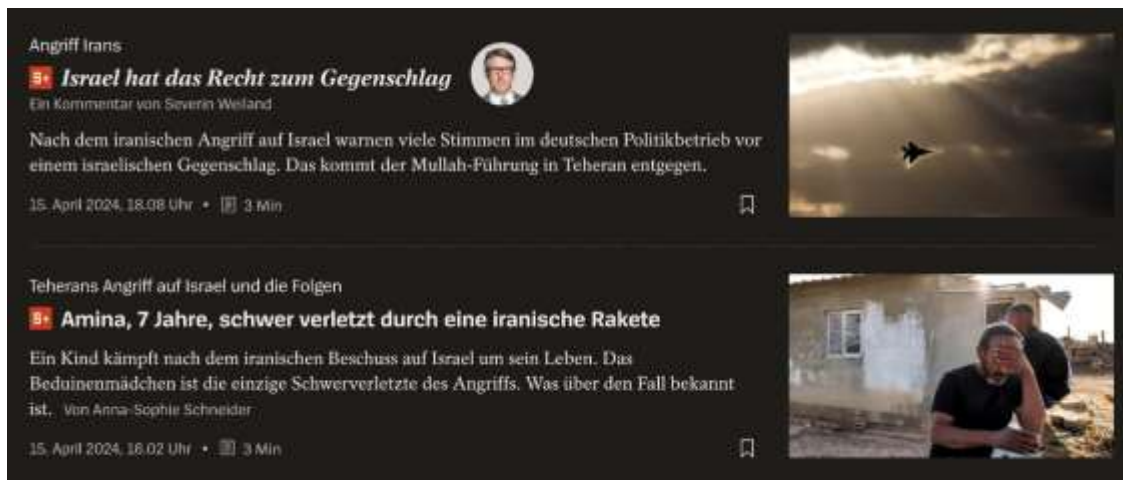 Angriff Irans
S+ Israel hat das Recht zum Gegenschlag
Ein Kommentar von Severin Weiland
Nach dem iranischen Angriff auf Israel warnen viele Stimmen im deutschen Politikbetrieb vor
einem israelischen Gegenschlag. Das kommt der Mullah-Führung in Teheran entgegen.
15. April 2024, 18.08 Uhr • 3 Min
Teherans Angriff auf Israel und die Folgen
S+ Amina, 7 Jahre, schwer verletzt durch eine iranische Rakete
Ein Kind kämpft nach dem iranischen Beschuss auf Israel um sein Leben. Das
Beduinenmädchen ist die einzige Schwerverletzte des Angriffs. Was über den Fall bekannt
ist. Von Anna-Sophie Schneider
15. April 2024, 18.02 Uhr • 3 Min